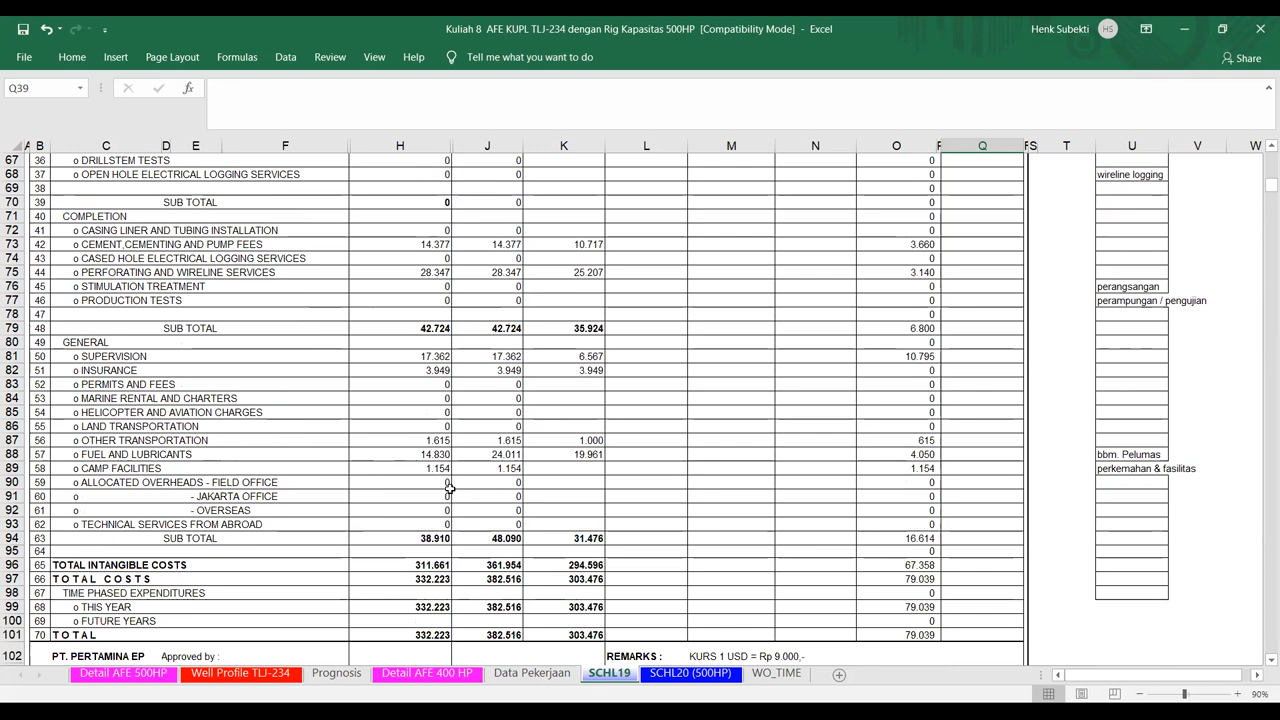 Kuliah 8 AFE KUPL TLJ-234 dengan Rig Kapasitas 500HP [Compatibility Mode] - Excel Henk Subekti HS
File Home Insert Page Layout Formulas Data Review View Help Tell me what you want to do Share
Q39
A B C D E F H J K L M N O Q S T U V W
67 36 o DRILLSTEM TESTS 0 0 0
68 37 o OPEN HOLE ELECTRICAL LOGGING SERVICES 0 0 0 wireline logging
69 38 0
70 39 SUB TOTAL 0 0 0
71 40 COMPLETION 0
72 41 o CASING LINER AND TUBING INSTALLATION 0 0 0
73 42 o CEMENT,CEMENTING AND PUMP FEES 14.377 14.377 10.717 3.660
74 43 o CASED HOLE ELECTRICAL LOGGING SERVICES 0 0 0
75 44 o PERFORATING AND WIRELINE SERVICES 28.347 28.347 25.207 3.140
76 45 o STIMULATION TREATMENT 0 0 0 perangsangan
77 46 o PRODUCTION TESTS 0 0 0 perampungan / pengujian
78 47 0
79 48 SUB TOTAL 42.724 42.724 35.924 6.800
80 49 GENERAL 0
81 50 o SUPERVISION 17.362 17.362 6.567 10.795
82 51 o INSURANCE 3.949 3.949 3.949 0
83 52 o PERMITS AND FEES 0 0 0
84 53 o MARINE RENTAL AND CHARTERS 0 0 0
85 54 o HELICOPTER AND AVIATION CHARGES 0 0 0
86 55 o LAND TRANSPORTATION 0 0 0
87 56 o OTHER TRANSPORTATION 1.615 1.615 1.000 615
88 57 o FUEL AND LUBRICANTS 14.830 24.011 19.961 4.050 bbm. Pelumas
89 58 o CAMP FACILITIES 1.154 1.154 1.154 perkemahan & fasilitas
90 59 o ALLOCATED OVERHEADS - FIELD OFFICE 0 0 0
91 60 o - JAKARTA OFFICE 0 0 0
92 61 o - OVERSEAS 0 0 0
93 62 o TECHNICAL SERVICES FROM ABROAD 0 0 0
94 63 SUB TOTAL 38.910 48.090 31.476 16.614
95 64 0
96 65 TOTAL INTANGIBLE COSTS 311.661 361.954 294.596 67.358
97 66 T O T A L C O S T S 332.223 382.516 303.476 79.039
98 67 TIME PHASED EXPENDITURES 0
99 68 o THIS YEAR 332.223 382.516 303.476 79.039
100 69 o FUTURE YEARS 0
101 70 T O T A L 332.223 382.516 303.476 79.039
102 PT. PERTAMINA EP Approved by : REMARKS : KURS 1 USD = Rp 9.000,-
Detail AFE 500HP Well Profile TLJ-234 Prognosis Detail AFE 400 HP Data Pekerjaan SCHL19 SCHL20 (500HP) WO_TIME
90%